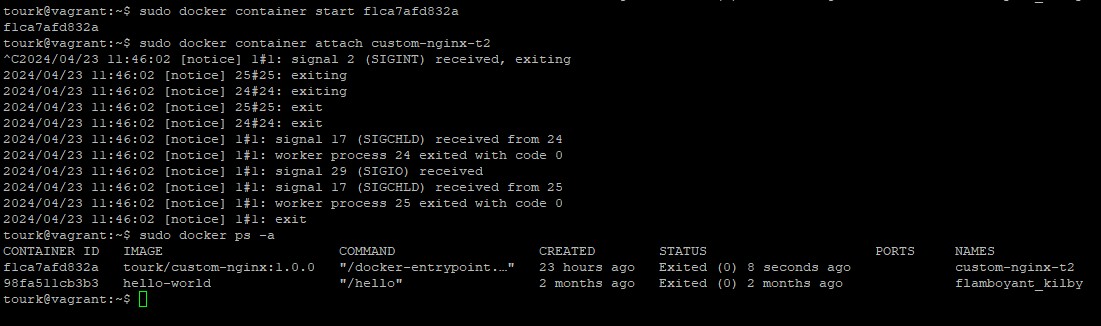 tourk@vagrant:~$ sudo docker container start f1ca7afd832a
f1ca7afd832a
tourk@vagrant:~$ sudo docker container attach custom-nginx-t2
^C2024/04/23 11:46:02 [notice] 1#1: signal 2 (SIGINT) received, exiting
2024/04/23 11:46:02 [notice] 25#25: exiting
2024/04/23 11:46:02 [notice] 24#24: exiting
2024/04/23 11:46:02 [notice] 25#25: exit
2024/04/23 11:46:02 [notice] 24#24: exit
2024/04/23 11:46:02 [notice] 1#1: signal 17 (SIGCHLD) received from 24
2024/04/23 11:46:02 [notice] 1#1: worker process 24 exited with code 0
2024/04/23 11:46:02 [notice] 1#1: signal 29 (SIGIO) received
2024/04/23 11:46:02 [notice] 1#1: signal 17 (SIGCHLD) received from 25
2024/04/23 11:46:02 [notice] 1#1: worker process 25 exited with code 0
2024/04/23 11:46:02 [notice] 1#1: exit
tourk@vagrant:~$ sudo docker ps -a
CONTAINER ID   IMAGE                      COMMAND                  CREATED        STATUS                     PORTS     NAMES
f1ca7afd832a   tourk/custom-nginx:1.0.0   "/docker-entrypoint.…"   23 hours ago   Exited (0) 8 seconds ago             custom-nginx-t2
98fa511cb3b3   hello-world                "/hello"                 2 months ago   Exited (0) 2 months ago              flamboyant_kilby
tourk@vagrant:~$